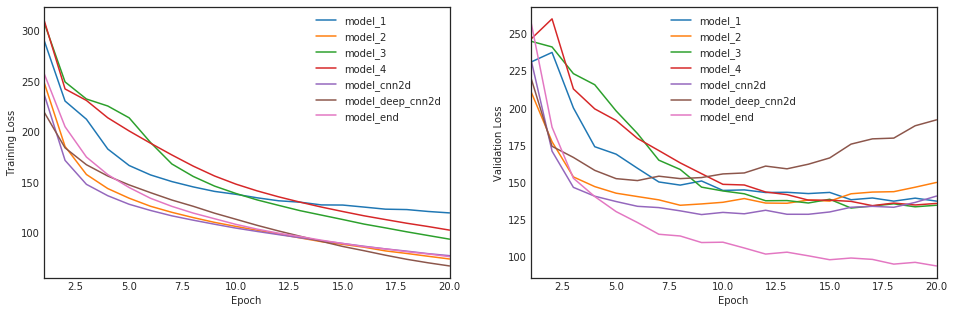 Training Loss
300
250
200
150
100
2.5 5.0 7.5 10.0 12.5 15.0 17.5 20.0
Epoch
model_1
model_2
model_3
model_4
model_cnn2d
model_deep_cnn2d
model_end
Validation Loss
250
225
200
175
150
125
100
2.5 5.0 7.5 10.0 12.5 15.0 17.5 20.0
Epoch
model_1
model_2
model_3
model_4
model_cnn2d
model_deep_cnn2d
model_end